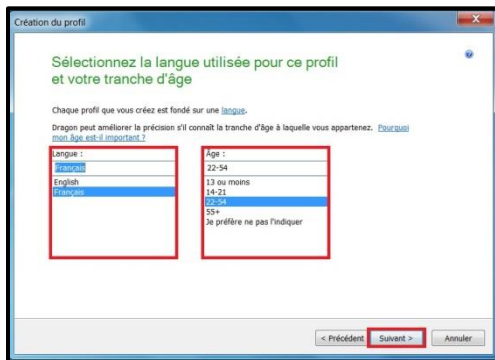 Création du profil
Sélectionnez la langue utilisée pour ce profil
et votre tranche d'âge
Chaque profil que vous créez est fondé sur une langue.
Dragon peut améliorer la précision s'il connaît la tranche d'âge à laquelle vous appartenez. Pourquoi
mon âge est-il important ?
Langue :
Français
English
Français
Âge :
22-54
13 ou moins
14-21
22-54
55+
Je préfère ne pas l'indiquer
< Précédent
Suivant >
Annuler